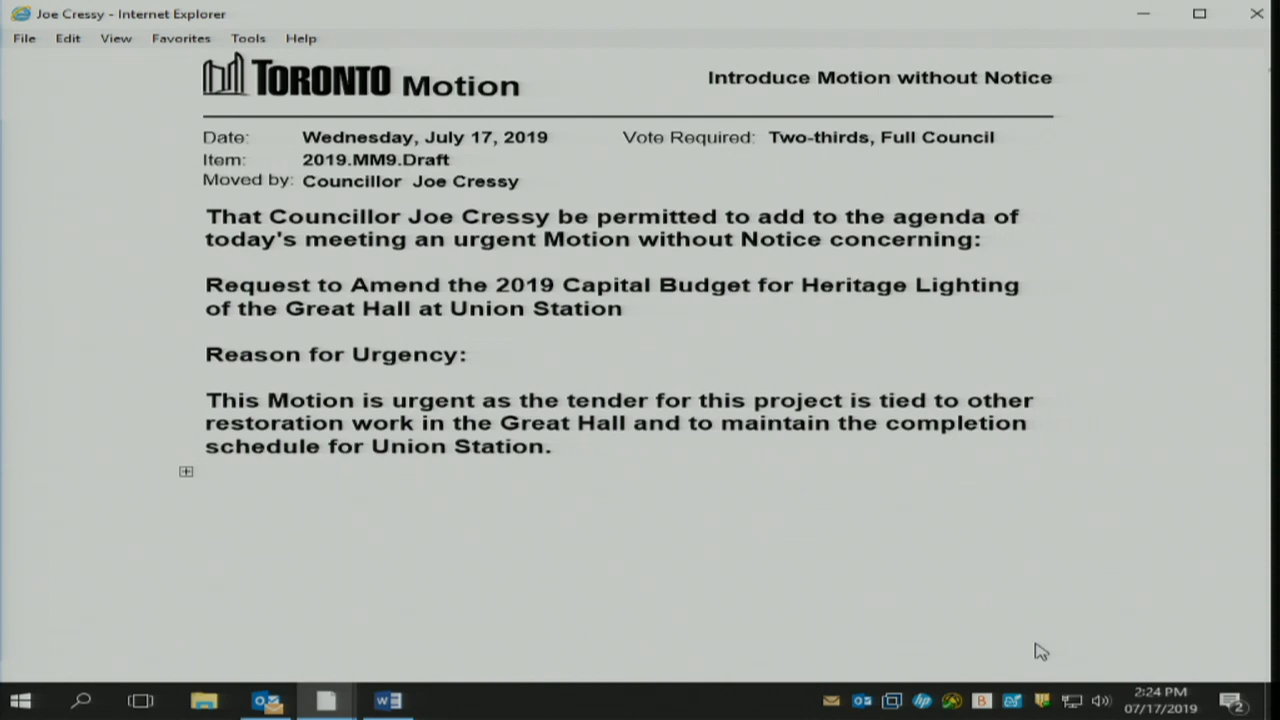 Joe Cressy - Internet Explorer
File Edit View Favorites Tools Help
TORONTO Motion
Introduce Motion without Notice
Date: Wednesday, July 17, 2019 Vote Required: Two-thirds, Full Council
Item: 2019.MM9.Draft
Moved by: Councillor Joe Cressy
That Councillor Joe Cressy be permitted to add to the agenda of
today's meeting an urgent Motion without Notice concerning:
Request to Amend the 2019 Capital Budget for Heritage Lighting
of the Great Hall at Union Station
Reason for Urgency:
This Motion is urgent as the tender for this project is tied to other
restoration work in the Great Hall and to maintain the completion
schedule for Union Station.
2:24 PM
07/17/2019
2